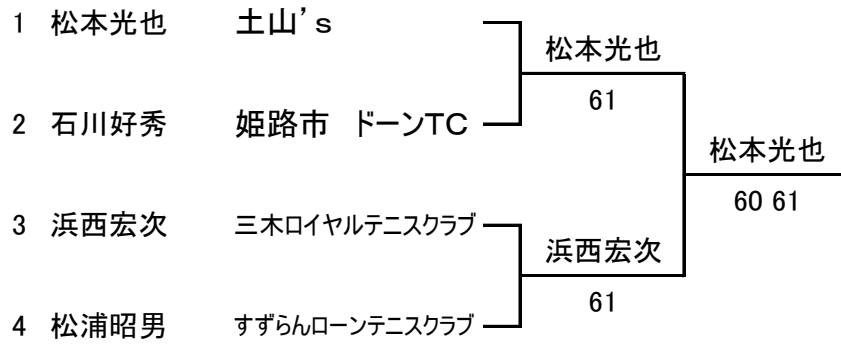 1 松本光也 土山’s
松本光也
61
2 石川好秀 姫路市 ドーンTC
松本光也
60 61
3 浜西宏次 三木ロイヤルテニスクラブ
浜西宏次
61
4 松浦昭男 すずらんローンテニスクラブ